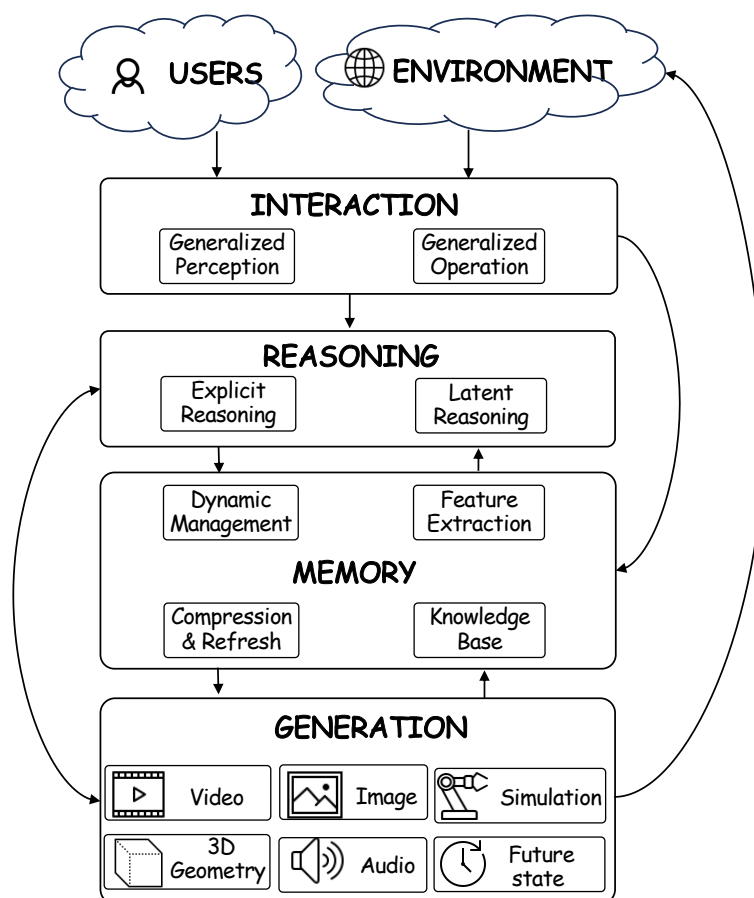 USERS
ENVIRONMENT
INTERACTION
Generalized
Perception
Generalized
Operation
REASONING
Explicit
Reasoning
Latent
Reasoning
Dynamic
Management
Feature
Extraction
MEMORY
Compression
& Refresh
Knowledge
Base
GENERATION
Video
Image
Simulation
3D
Geometry
Audio
Future
state